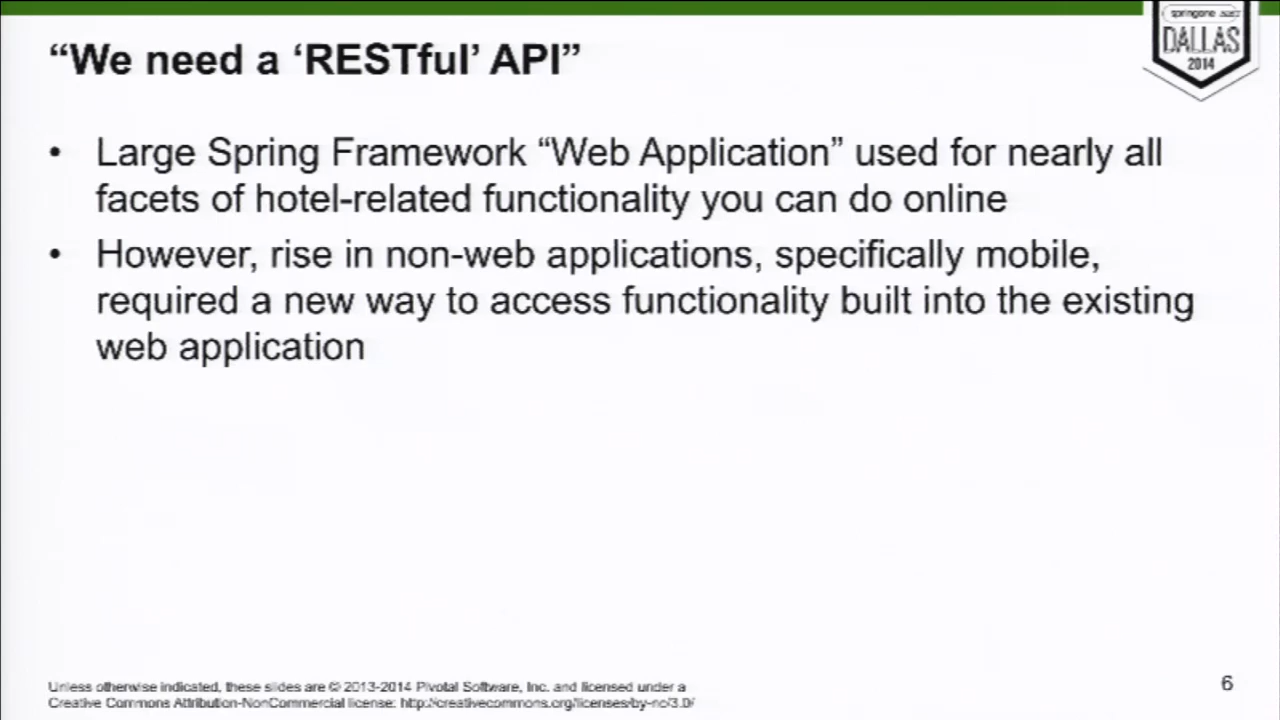 springone 2GX
DALLAS
2014
“We need a ‘RESTful’ API”
• Large Spring Framework “Web Application” used for nearly all
facets of hotel-related functionality you can do online
• However, rise in non-web applications, specifically mobile,
required a new way to access functionality built into the existing
web application
Unless otherwise indicated, these slides are © 2013-2014 Pivotal Software, Inc. and licensed under a
Creative Commons Attribution-NonCommercial license: http://creativecommons.org/licenses/by-nc/3.0/
6